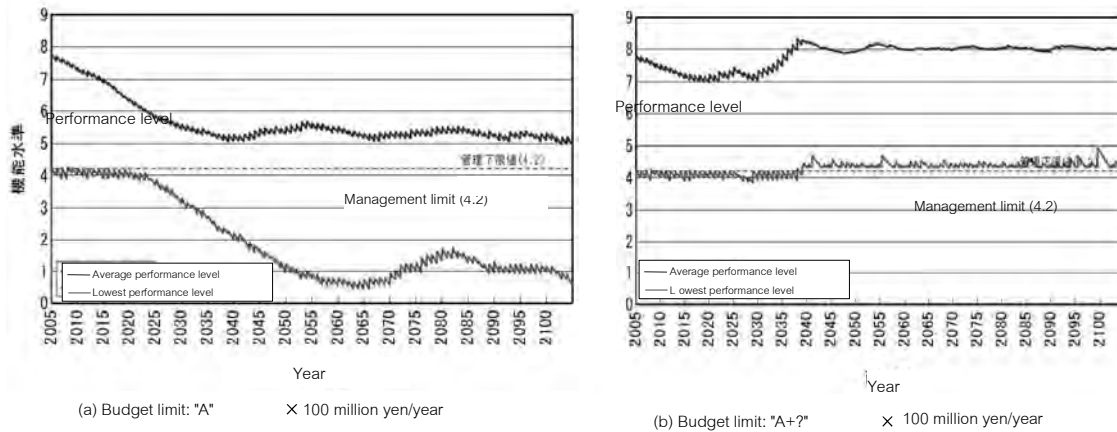 9
8
7
6
5
4
3
2
1
0
Performance level
機能水準
管理下限値(4.2)
Management limit (4.2)
Average performance level
Lowest performance level
2005 2010 2015 2020 2025 2030 2035 2040 2045 2050 2055 2060 2065 2070 2075 2080 2085 2090 2095 2100
Year
(a) Budget limit: "A" × 100 million yen/year
9
8
7
6
5
4
3
2
1
0
Performance level
Management limit (4.2)
Average performance level
L owest performance level
2005 2010 2015 2020 2025 2030 2035 2040 2045 2050 2055 2060 2065 2070 2075 2080 2085 2090 2095 2100
Year
(b) Budget limit: "A+?" × 100 million yen/year